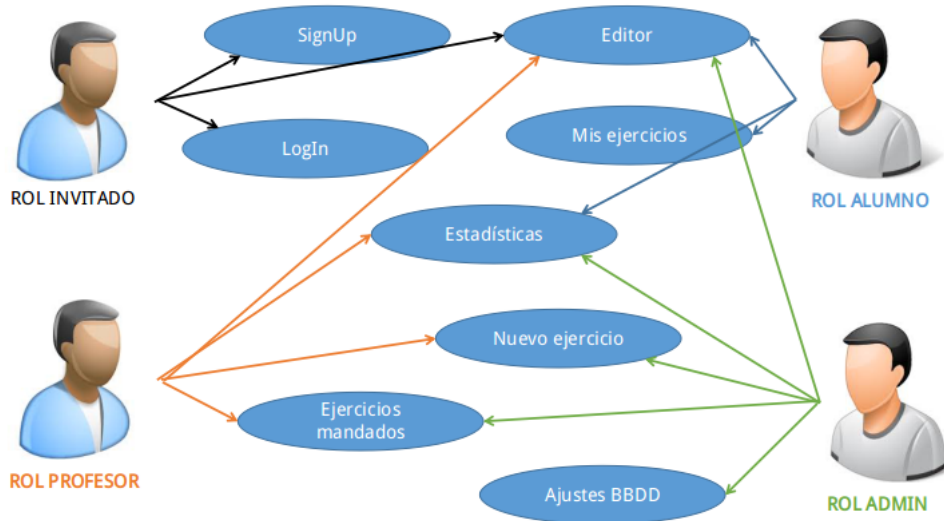 SignUp
Editor
LogIn
Mis ejercicios
ROL INVITADO
ROL ALUMNO
Estadísticas
Nuevo ejercicio
Ejercicios
mandados
ROL PROFESOR
Ajustes BBDD
ROL ADMIN